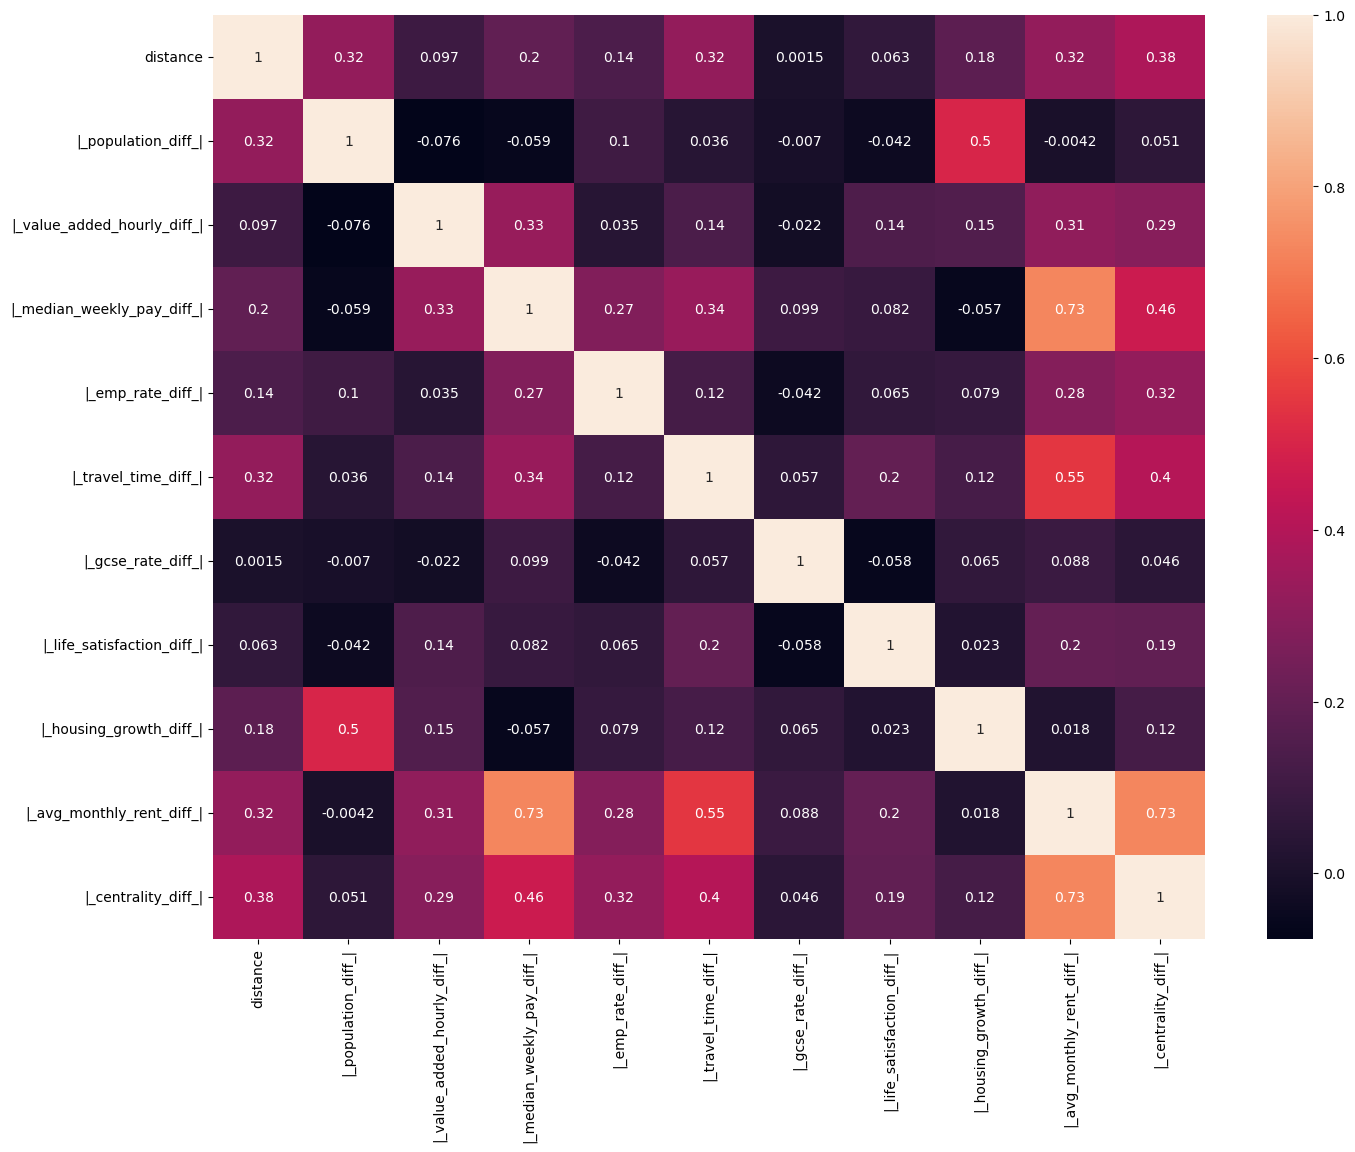 distance 1 0.32 0.097 0.2 0.14 0.32 0.0015 0.063 0.18 0.32 0.38
|_population_diff_| 0.32 1 -0.076 -0.059 0.1 0.036 -0.007 -0.042 0.5 -0.0042 0.051
|_value_added_hourly_diff_| 0.097 -0.076 1 0.33 0.035 0.14 -0.022 0.14 0.15 0.31 0.29
|_median_weekly_pay_diff_| 0.2 -0.059 0.33 1 0.27 0.34 0.099 0.082 -0.057 0.73 0.46
|_emp_rate_diff_| 0.14 0.1 0.035 0.27 1 0.12 -0.042 0.065 0.079 0.28 0.32
|_travel_time_diff_| 0.32 0.036 0.14 0.34 0.12 1 0.057 0.2 0.12 0.55 0.4
|_gcse_rate_diff_| 0.0015 -0.007 -0.022 0.099 -0.042 0.057 1 -0.058 0.065 0.088 0.046
|_life_satisfaction_diff_| 0.063 -0.042 0.14 0.082 0.065 0.2 -0.058 1 0.023 0.2 0.19
|_housing_growth_diff_| 0.18 0.5 0.15 -0.057 0.079 0.12 0.065 0.023 1 0.018 0.12
|_avg_monthly_rent_diff_| 0.32 -0.0042 0.31 0.73 0.28 0.55 0.088 0.2 0.018 1 0.73
|_centrality_diff_| 0.38 0.051 0.29 0.46 0.32 0.4 0.046 0.19 0.12 0.73 1
distance
|_population_diff_|
|_value_added_hourly_diff_|
|_median_weekly_pay_diff_|
|_emp_rate_diff_|
|_travel_time_diff_|
|_gcse_rate_diff_|
|_life_satisfaction_diff_|
|_housing_growth_diff_|
|_avg_monthly_rent_diff_|
|_centrality_diff_|
1.0
0.8
0.6
0.4
0.2
0.0